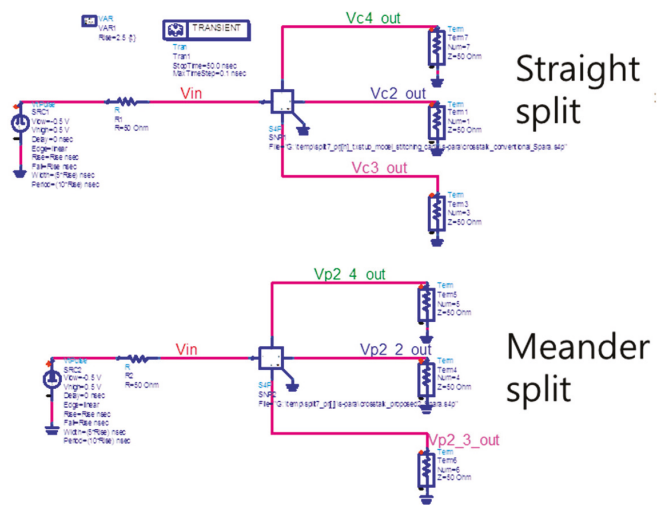 VAR
VAR1
Rise=2.5 {t}
TRANSIENT
Tran
Tran1
StopTime=50.0 nsec
MaxTimeStep=0.1 nsec
Vc4_out
Term
Term7
Num=7
Z=50 Ohm
Straight
split
SRC1
Vlow=-0.5 V
Vhigh=0.5 V
Delay=0 nsec
Edge=linear
Rise=Rise nsec
Fall=Rise nsec
Width=(5*Rise) nsec
Period=(10*Rise) nsec
R
R1
R=50 Ohm
Vin
S4P
SNP1
Vc2_out
Term
Term1
Num=1
Z=50 Ohm
Vc3_out
Term
Term3
Num=3
Z=50 Ohm
Vp2_4_out
Term
Term5
Num=5
Z=50 Ohm
Meander
split
SRC2
Vlow=-0.5 V
Vhigh=0.5 V
Delay=0 nsec
Edge=linear
Rise=Rise nsec
Fall=Rise nsec
Width=(5*Rise) nsec
Period=(10*Rise) nsec
R
R2
R=50 Ohm
Vin
S4P
SNP2
Vp2_2_out
Term
Term4
Num=4
Z=50 Ohm
Vp2_3_out
Term
Term6
Num=6
Z=50 Ohm